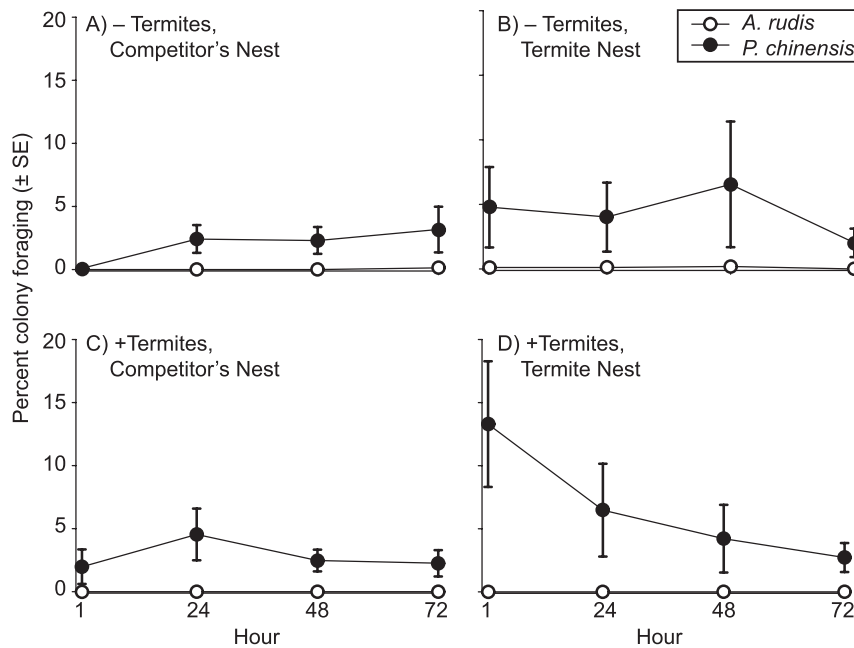 A) – Termites,
Competitor's Nest
B) – Termites,
Termite Nest
A. rudis
P. chinensis
20
15
10
5
0
Percent colony foraging (± SE)
C) +Termites,
Competitor's Nest
D) +Termites,
Termite Nest
20
15
10
5
0
1 24 48 72
1 24 48 72
Hour
Hour